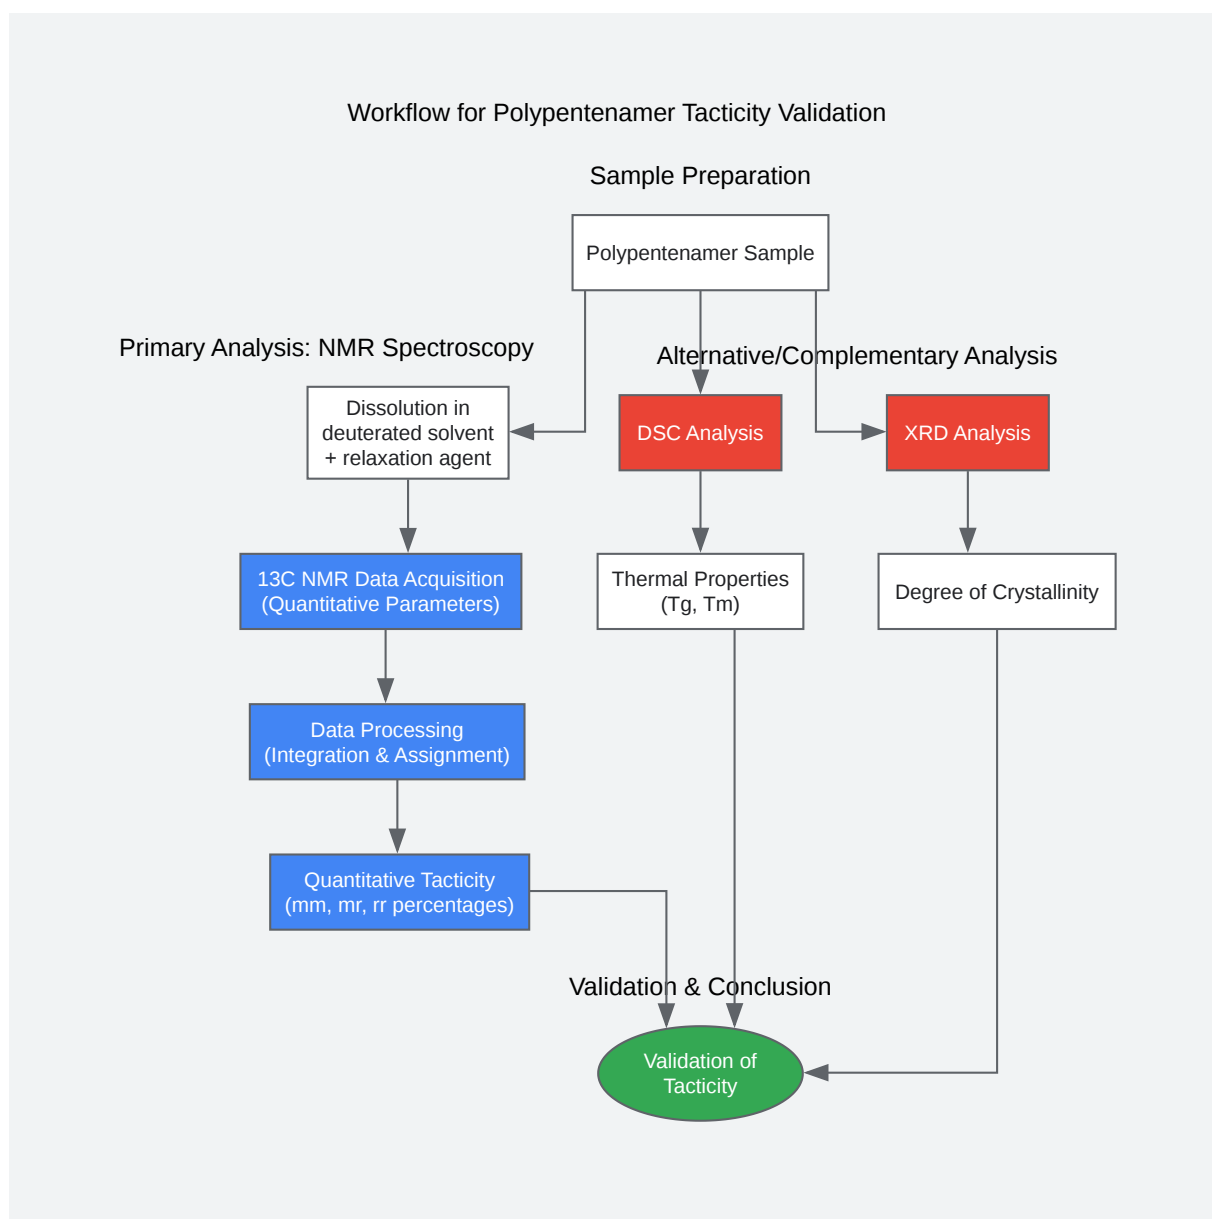 Workflow for Polypentenamer Tacticity Validation
Sample Preparation
Polypentenamer Sample
Primary Analysis: NMR Spectroscopy
Alternative/Complementary Analysis
Dissolution in
deuterated solvent
+ relaxation agent
DSC Analysis
XRD Analysis
13C NMR Data Acquisition
(Quantitative Parameters)
Thermal Properties
(Tg, Tm)
Degree of Crystallinity
Data Processing
(Integration & Assignment)
Quantitative Tacticity
(mm, mr, rr percentages)
Validation & Conclusion
Validation of
Tacticity